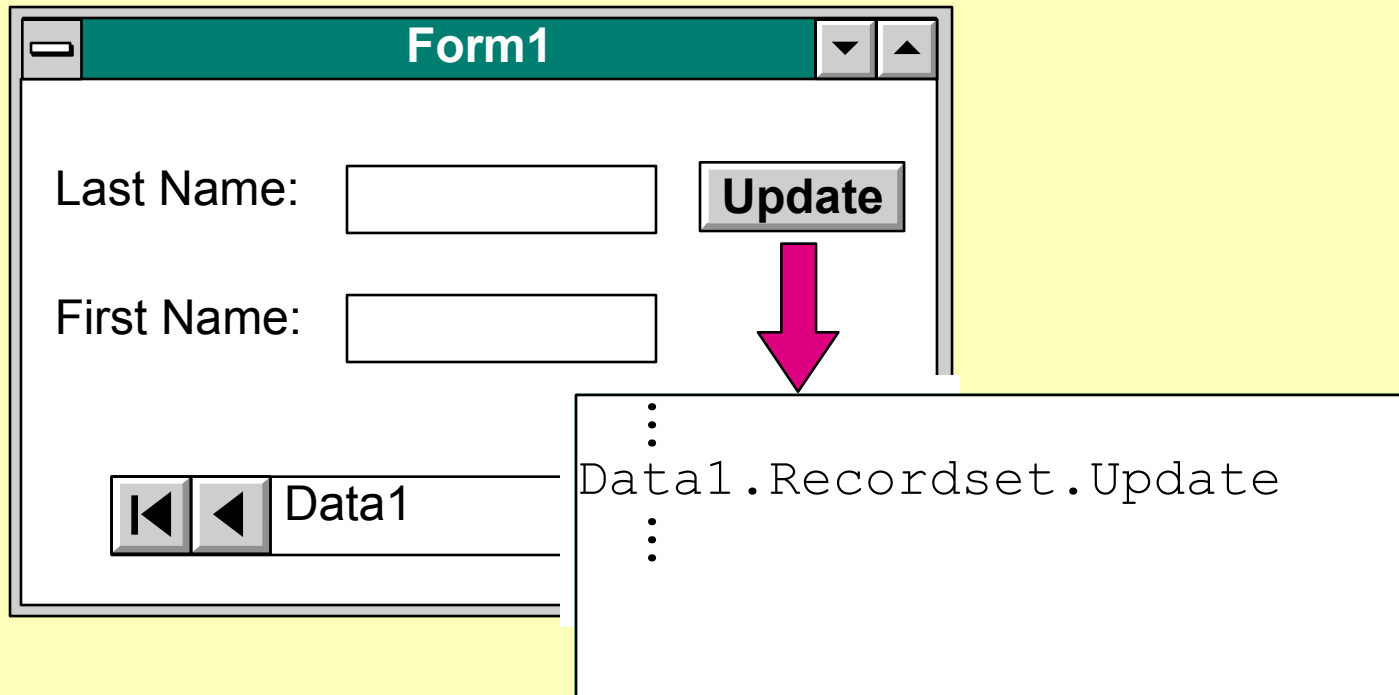 Form1
Last Name:
Update
First Name:
Data1
Data1.Recordset.Update